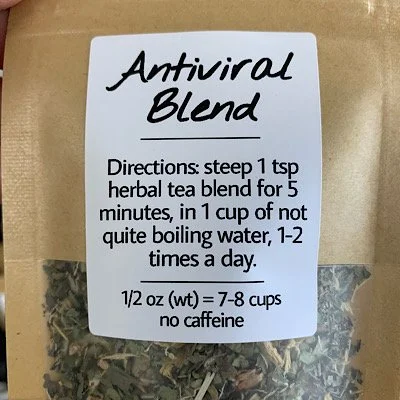 Antiviral
Blend
Directions: steep 1 tsp
herbal tea blend for 5
minutes, in 1 cup of not
quite boiling water, 1-2
times a day.
1/2 oz (wt) = 7-8 cups
no caffeine